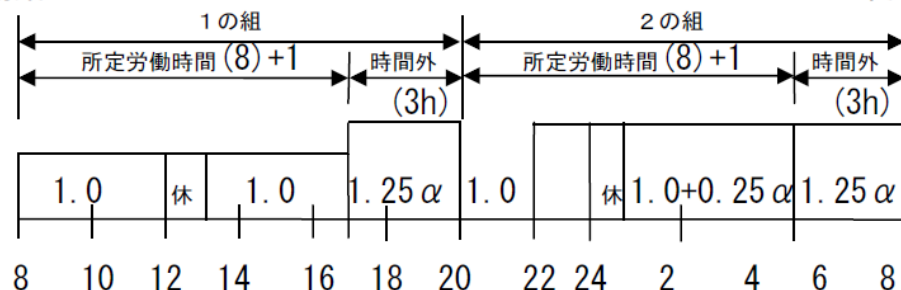 1の組 2の組
所定労働時間(8)+1 時間外 所定労働時間(8)+1 時間外
(3h) (3h)
1.0 休 1.0 1.25α 1.0 休 1.0+0.25α 1.25α
8 10 12 14 16 18 20 22 24 2 4 6 8